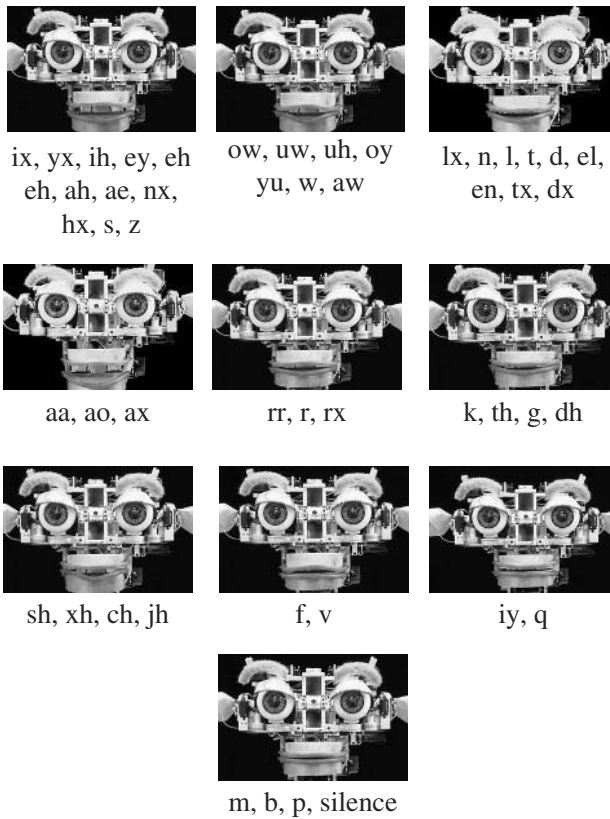 ix, yx, ih, ey, eh
eh, ah, ae, nx,
hx, s, z
ow, uw, uh, oy
yu, w, aw
lx, n, l, t, d, el,
en, tx, dx
aa, ao, ax
rr, r, rx
k, th, g, dh
sh, xh, ch, jh
f, v
iy, q
m, b, p, silence